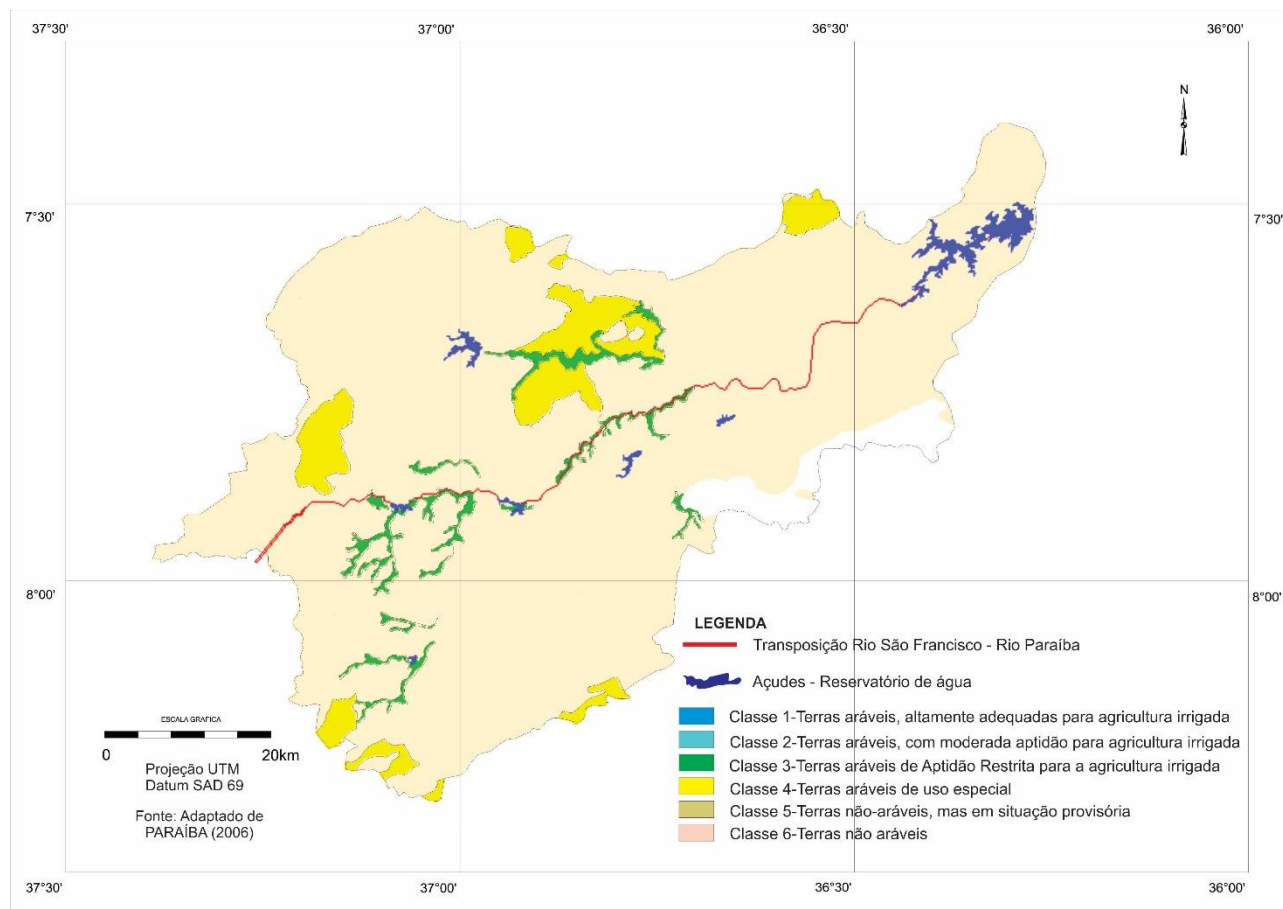 37°30'
37°00'
36°30'
36°00'
N
7°30'
7°30'
8°00'
8°00'
LEGENDA
Transposição Rio São Francisco - Rio Paraíba
Açudes - Reservatório de água
Classe 1-Terras aráveis, altamente adequadas para agricultura irrigada
Classe 2-Terras aráveis, com moderada aptidão para agricultura irrigada
Classe 3-Terras aráveis de Aptidão Restrita para a agricultura irrigada
Classe 4-Terras aráveis de uso especial
Classe 5-Terras não-aráveis, mas em situação provisória
Classe 6-Terras não aráveis
ESCALA GRAFICA
0 20km
Projeção UTM
Datum SAD 69
Fonte: Adaptado de
PARAÍBA (2006)
37°30'
37°00'
36°30'
36°00'